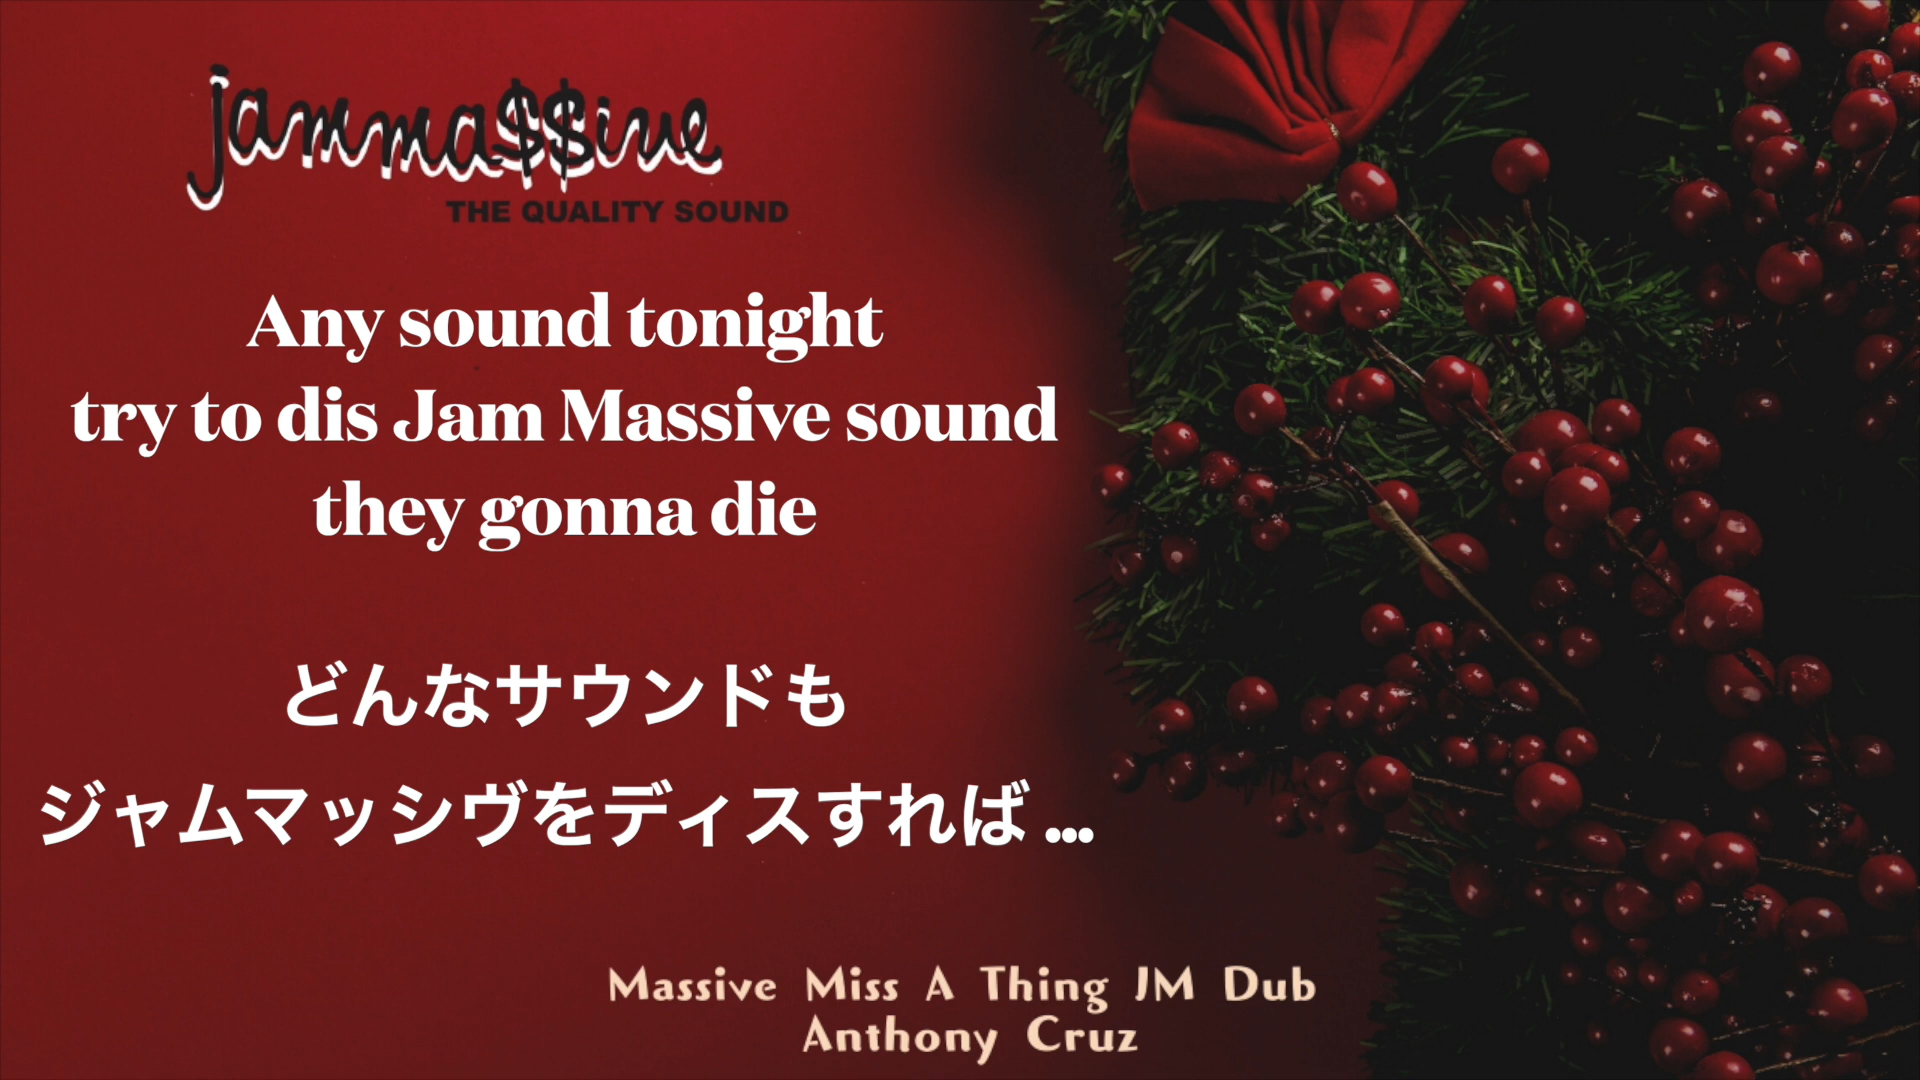 jamma$$ive
THE QUALITY SOUND
Any sound tonight
try to dis Jam Massive sound
they gonna die
どんなサウンドも
ジャムマッシヴをディスすれば ...
Massive Miss A Thing JM Dub
Anthony Cruz